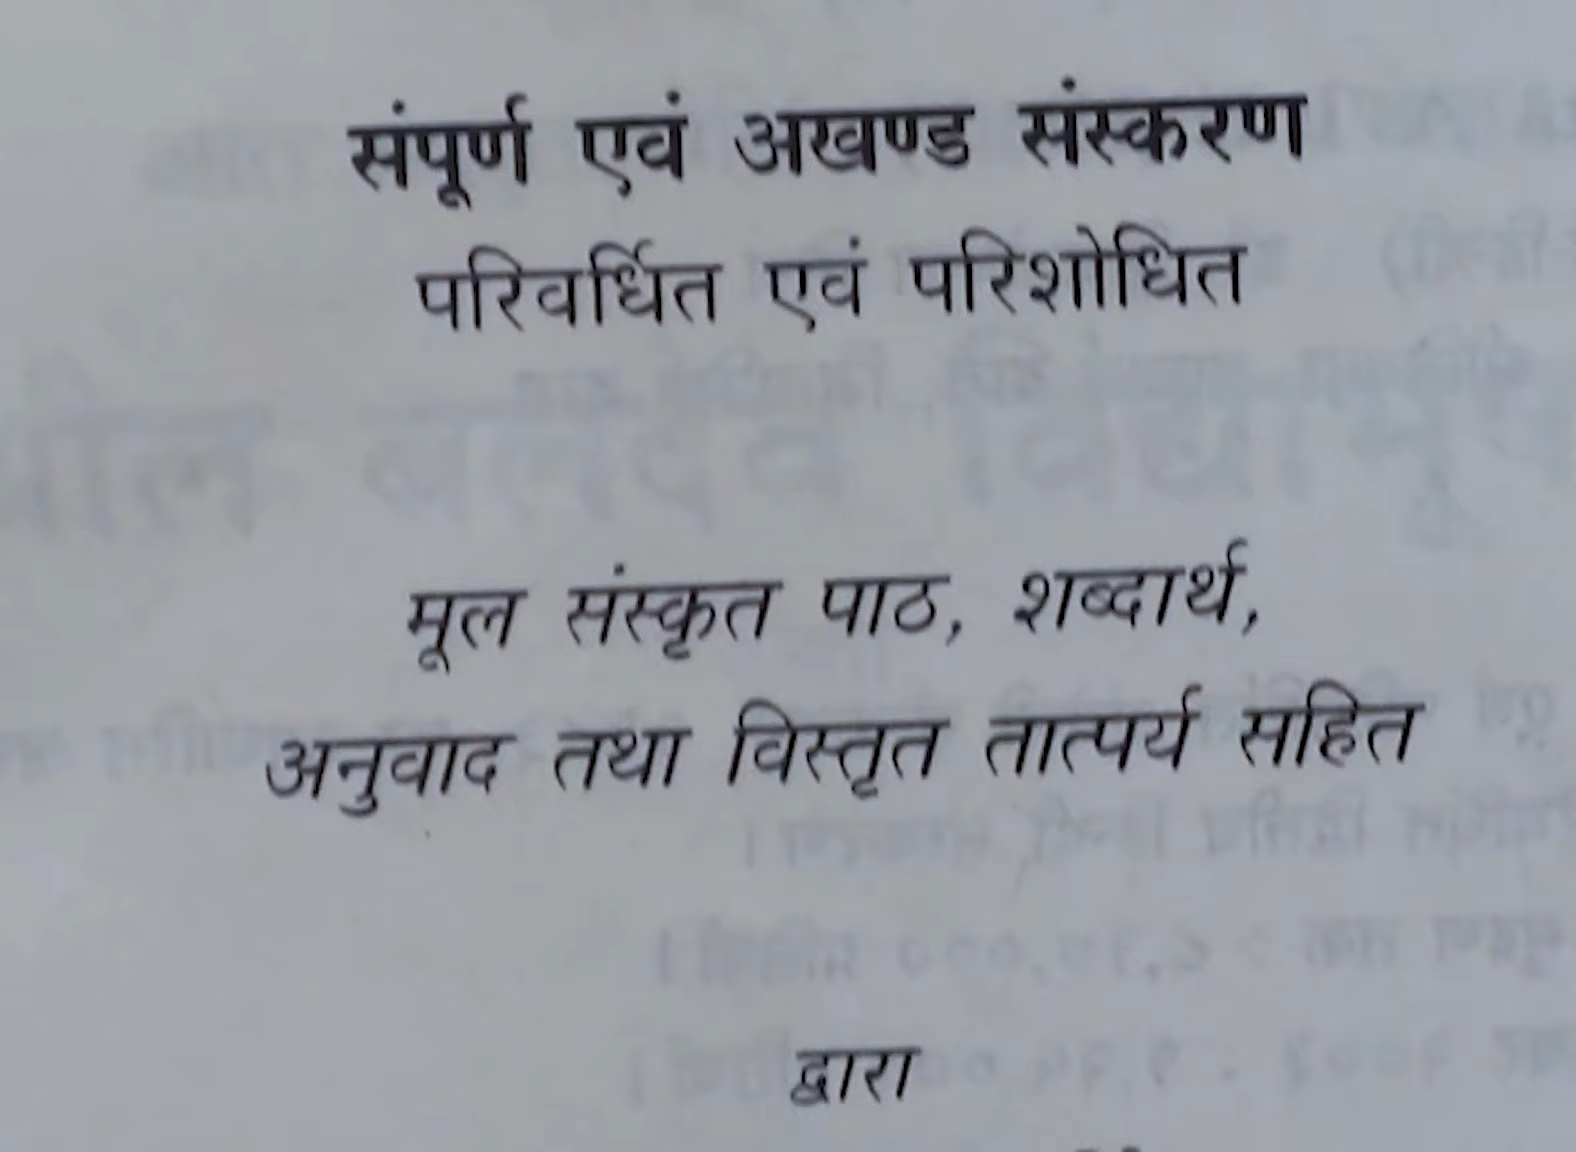 संपूर्ण एवं अखण्ड संस्करण
परिवर्धित एवं परिशोधित
मूल संस्कृत पाठ, शब्दार्थ,
अनुवाद तथा विस्तृत तात्पर्य सहित
द्वारा